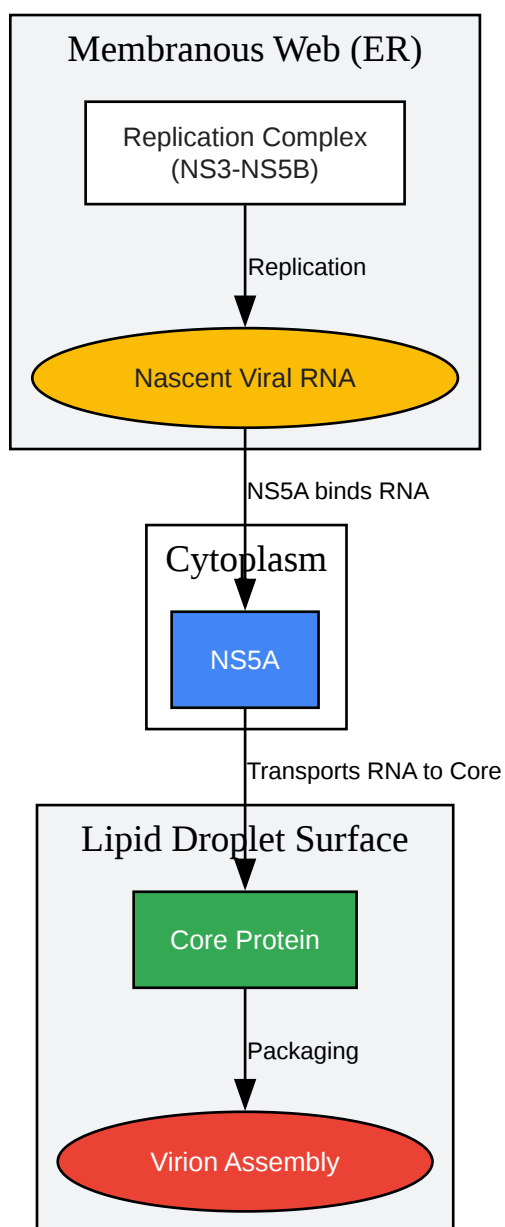 Membranous Web (ER)
Replication Complex
(NS3-NS5B)
Replication
Nascent Viral RNA
NS5A binds RNA
Cytoplasm
NS5A
Transports RNA to Core
Lipid Droplet Surface
Core Protein
Packaging
Virion Assembly